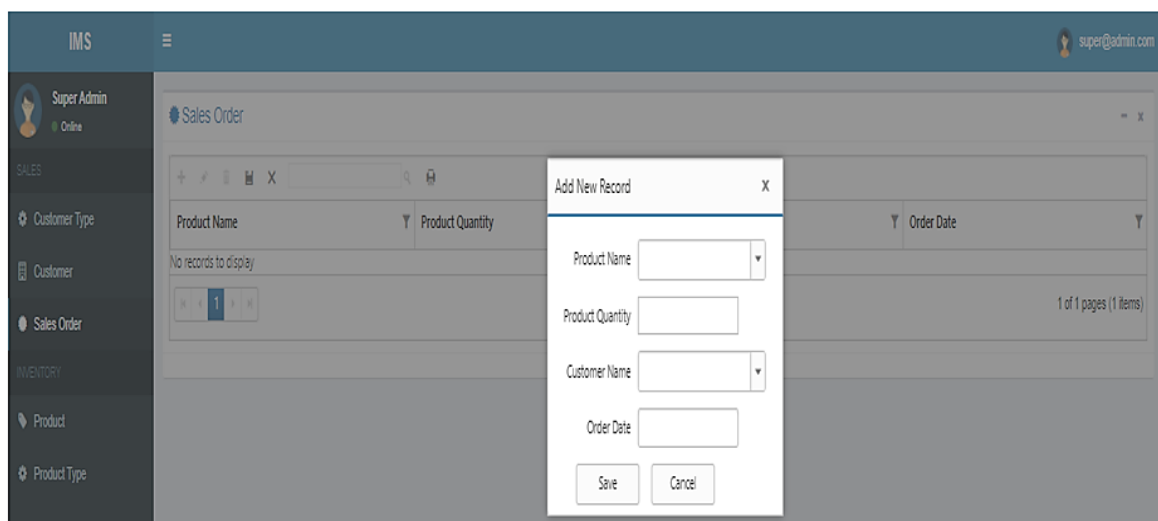 IMS
super@admin.com
Super Admin
Online
SALES
Customer Type
Customer
Sales Order
INVENTORY
Product
Product Type
Sales Order
- x
Product Name
Product Quantity
Order Date
No records to display
1
1 of 1 pages (1 items)
Add New Record X
Product Name
Product Quantity
Customer Name
Order Date
Save Cancel